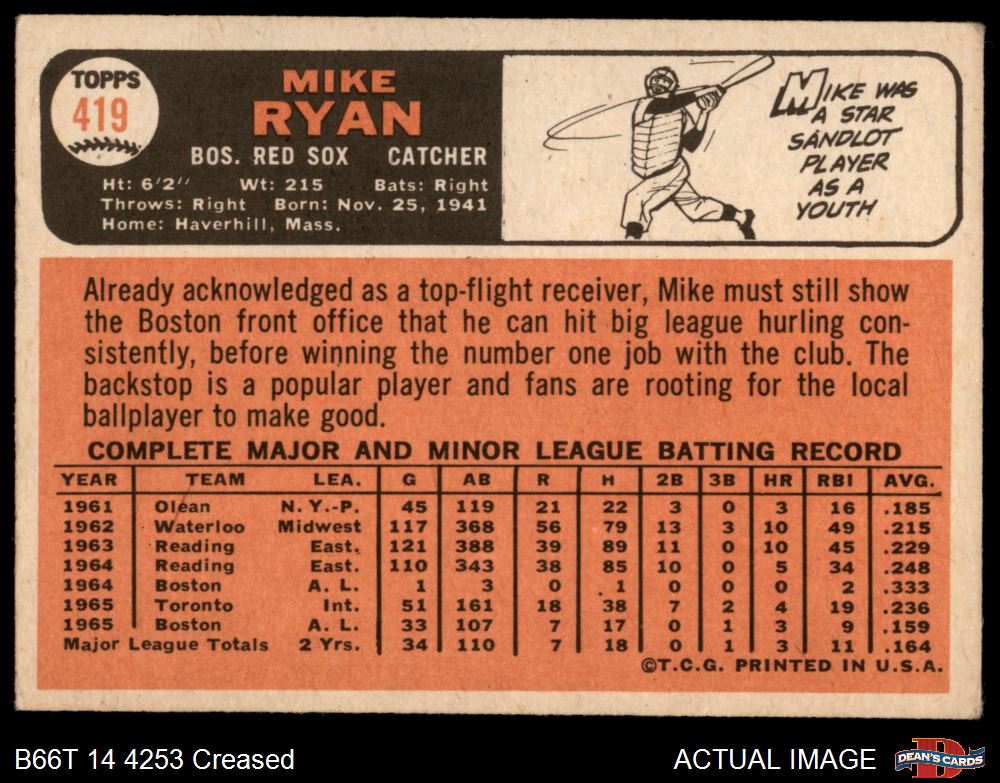 TOPPS
419
MIKE
RYAN
BOS. RED SOX CATCHER
Ht: 6'2" Wt: 215 Bats: Right
Throws: Right Born: Nov. 25, 1941
Home: Haverhill, Mass.
MIKE WAS
A STAR
SANDLOT
PLAYER
AS A
YOUTH
Already acknowledged as a top-flight receiver, Mike must still show
the Boston front office that he can hit big league hurling con-
sistently, before winning the number one job with the club. The
backstop is a popular player and fans are rooting for the local
ballplayer to make good.
COMPLETE MAJOR AND MINOR LEAGUE BATTING RECORD
YEAR TEAM LEA. G AB R H 2B 3B HR RBI AVG.
1961 Olean N.Y.-P. 45 119 21 22 3 0 3 16 .185
1962 Waterloo Midwest 117 368 56 79 13 3 10 49 .215
1963 Reading East. 121 388 39 89 11 0 10 45 .229
1964 Reading East. 110 343 38 85 10 0 5 34 .248
1964 Boston A. L. 1 3 0 1 0 0 0 2 .333
1965 Toronto Int. 51 161 18 38 7 2 4 19 .236
1965 Boston A. L. 33 107 7 17 0 1 3 9 .159
Major League Totals 2 Yrs. 34 110 7 18 0 1 3 11 .164
©T.C.G. PRINTED IN U.S.A.
B66T 14 4253 Creased
ACTUAL IMAGE
D
DEAN'S CARDS